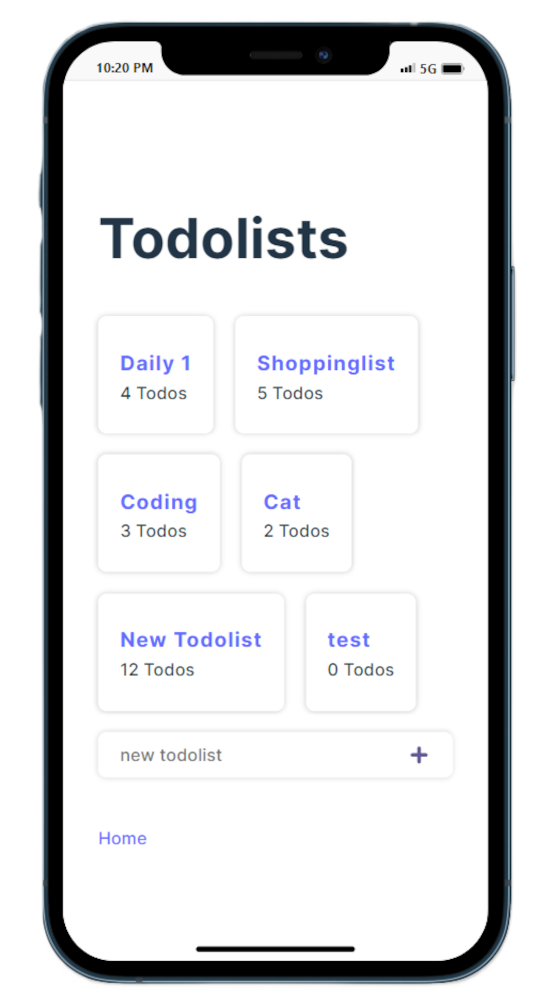 10:20 PM 5G
Todolists
Daily 1 Shoppinglist
4 Todos 5 Todos
Coding Cat
3 Todos 2 Todos
New Todolist test
12 Todos 0 Todos
new todolist +
Home